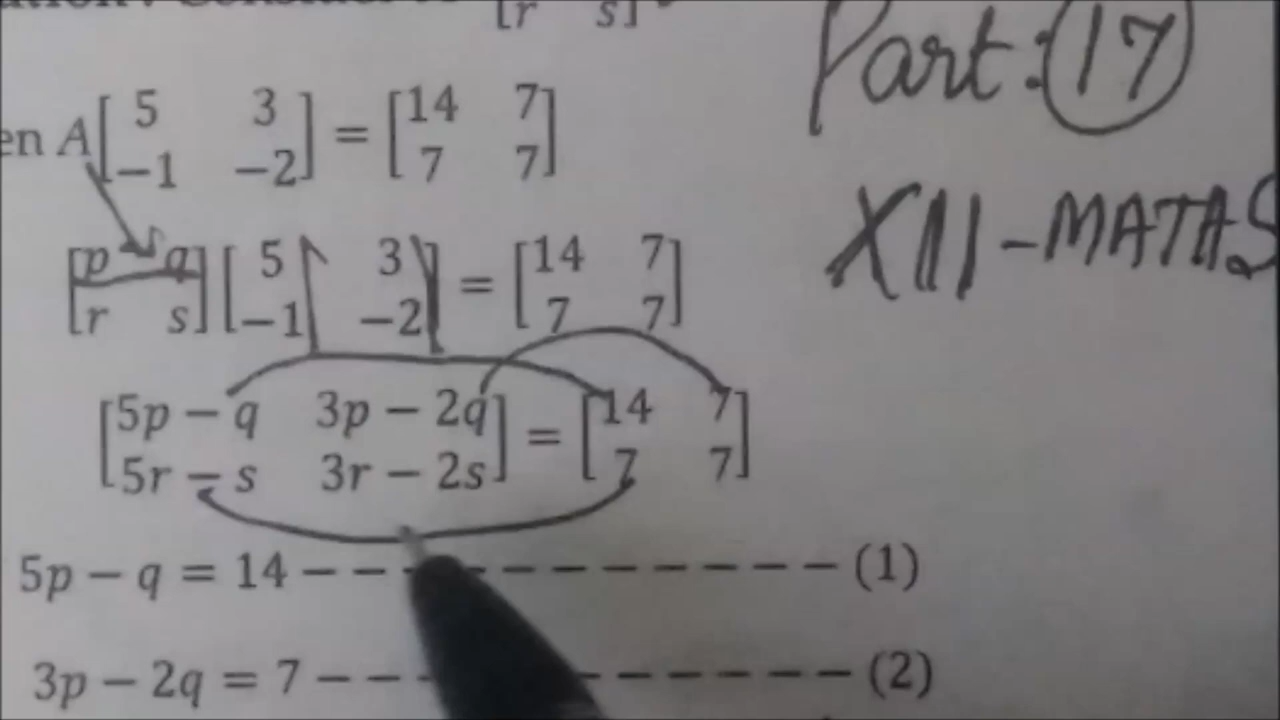 [r s]
Part: 17
A[5 3; -1 -2] = [14 7; 7 7]
XII-MATHS
[p q; r s] [5 3; -1 -2] = [14 7; 7 7]
[5p − q 3p − 2q; 5r − s 3r − 2s] = [14 7; 7 7]
5p − q = 14 − − − − − − − − − − − − (1)
3p − 2q = 7 − − − − − − − − − − − (2)